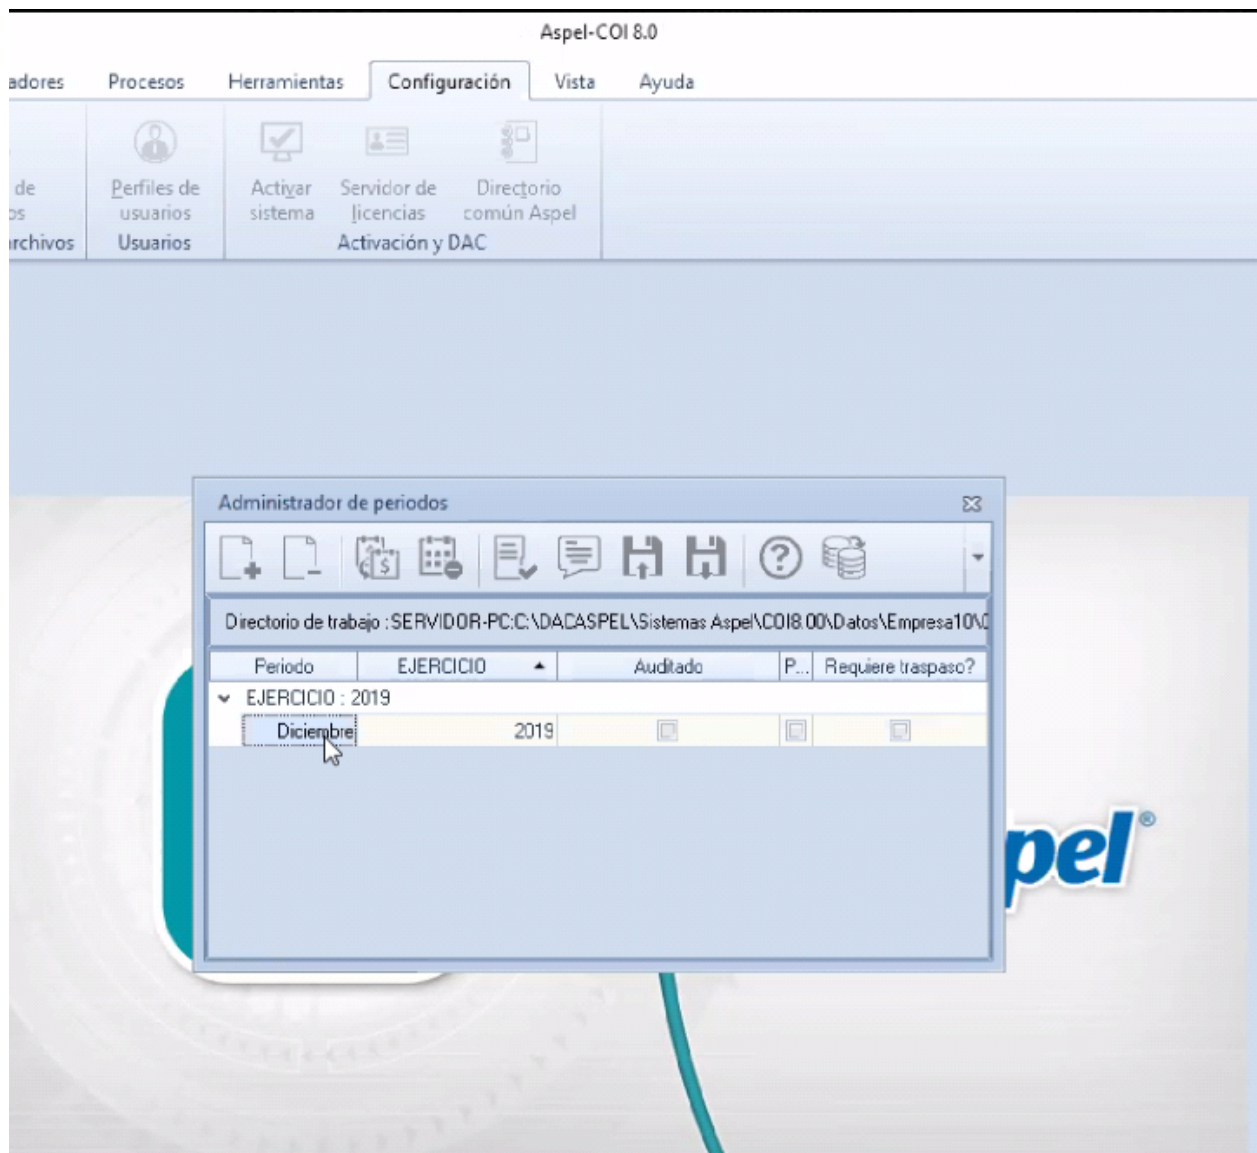 Aspel-COI 8.0
adores Procesos Herramientas Configuración Vista Ayuda
de Perfiles de Activar Servidor de Directorio
os usuarios sistema licencias común Aspel
archivos Usuarios Activación y DAC
Administrador de periodos
Directorio de trabajo : SERVIDOR-PC:C:\DACASPEL\Sistemas Aspel\COI8.00\Datos\Empresa10\
Periodo EJERCICIO Auditado P... Requiere traspaso?
EJERCICIO : 2019
Diciembre 2019
pel®